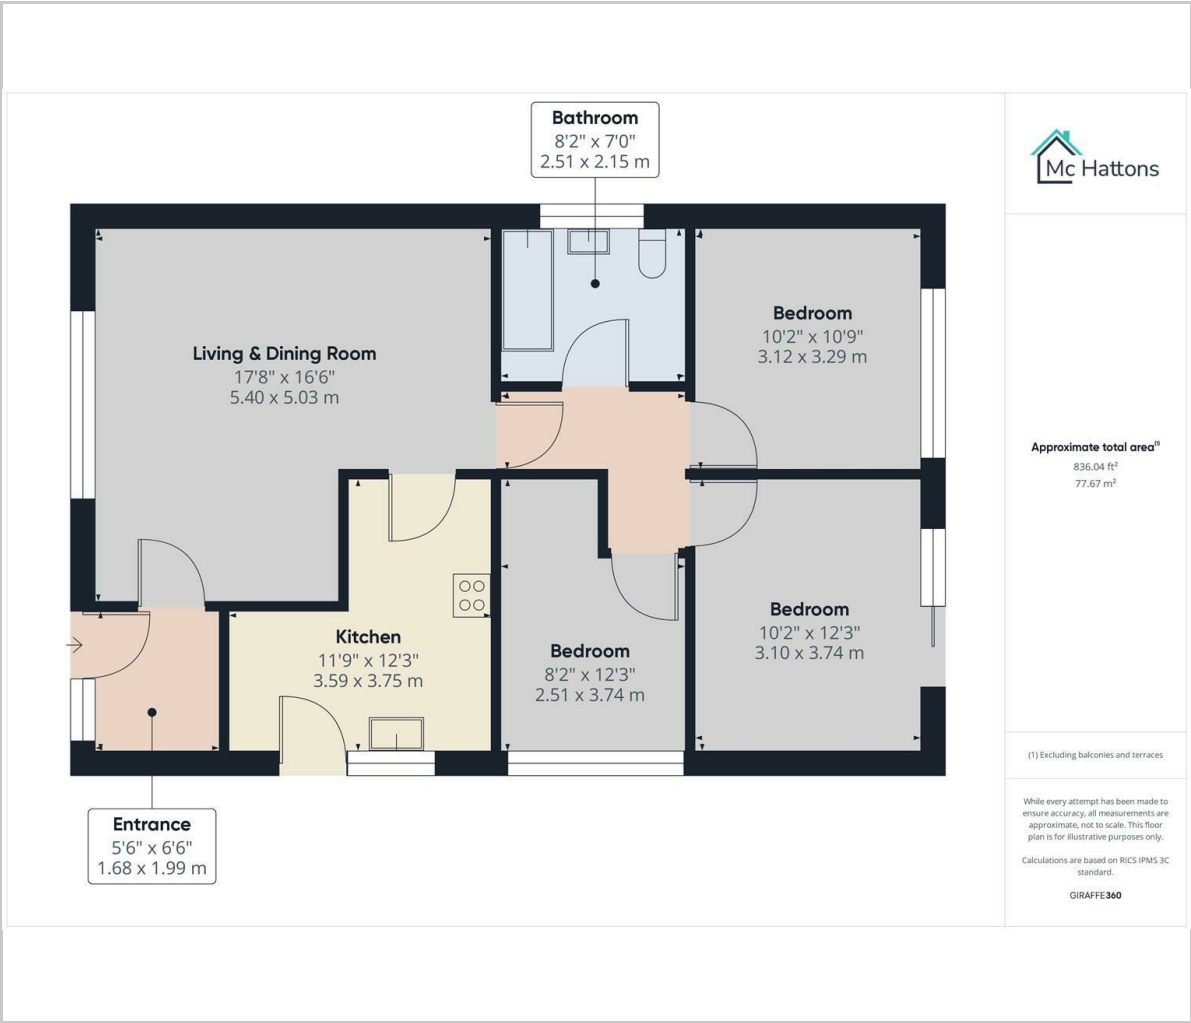 Bathroom
8'2" x 7'0"
2.51 x 2.15 m
Mc Hattons
Living & Dining Room
17'8" x 16'6"
5.40 x 5.03 m
Bedroom
10'2" x 10'9"
3.12 x 3.29 m
Approximate total area(1)
836.04 ft²
77.67 m²
Kitchen
11'9" x 12'3"
3.59 x 3.75 m
Bedroom
8'2" x 12'3"
2.51 x 3.74 m
Bedroom
10'2" x 12'3"
3.10 x 3.74 m
Entrance
5'6" x 6'6"
1.68 x 1.99 m
(1) Excluding balconies and terraces
While every attempt has been made to
ensure accuracy, all measurements are
approximate, not to scale. This floor
plan is for illustrative purposes only.
Calculations are based on RICS IPMS 3C
standard.
GIRAFFE360